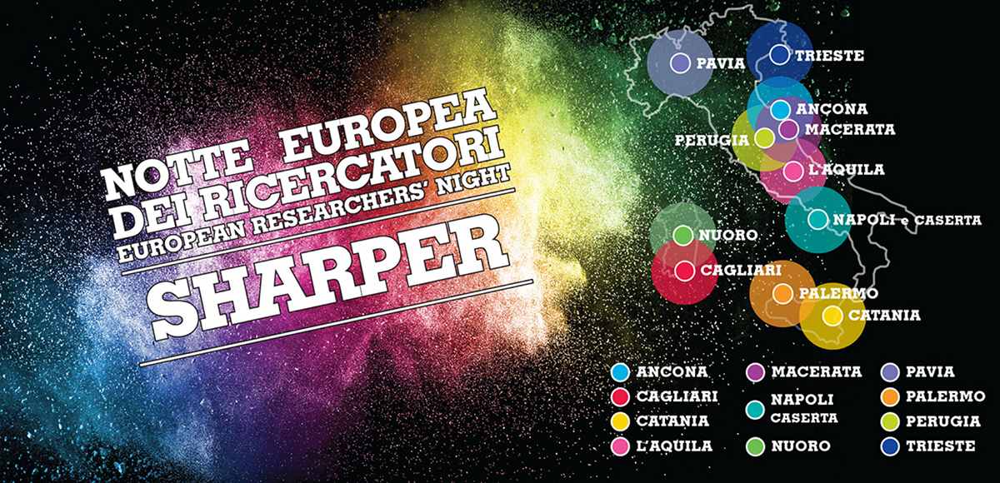 NOTTE EUROPEA
DEI RICERCATORI
EUROPEAN RESEARCHERS' NIGHT
SHARPER
PAVIA
TRIESTE
ANCONA
MACERATA
PERUGIA
L'AQUILA
NAPOLI e CASERTA
NUORO
CAGLIARI
PALERMO
CATANIA
ANCONA
CAGLIARI
CATANIA
L'AQUILA
MACERATA
NAPOLI
CASERTA
NUORO
PAVIA
PALERMO
PERUGIA
TRIESTE